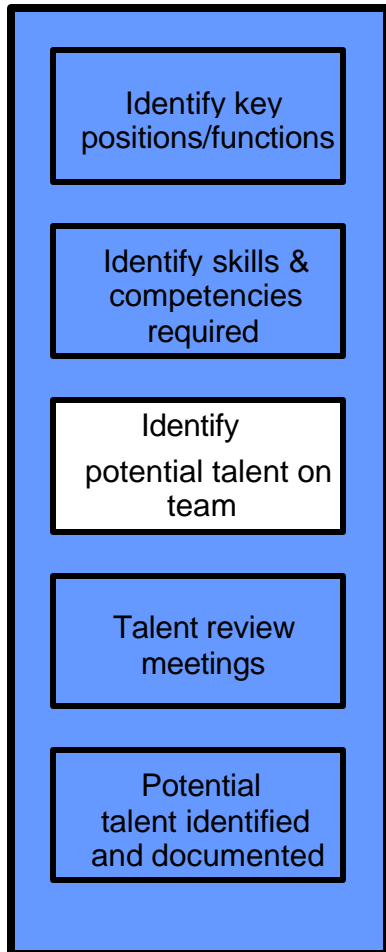 Identify key
positions/functions
Identify skills &
competencies
required
Identify
potential talent on
team
Talent review
meetings
Potential
talent identified
and documented